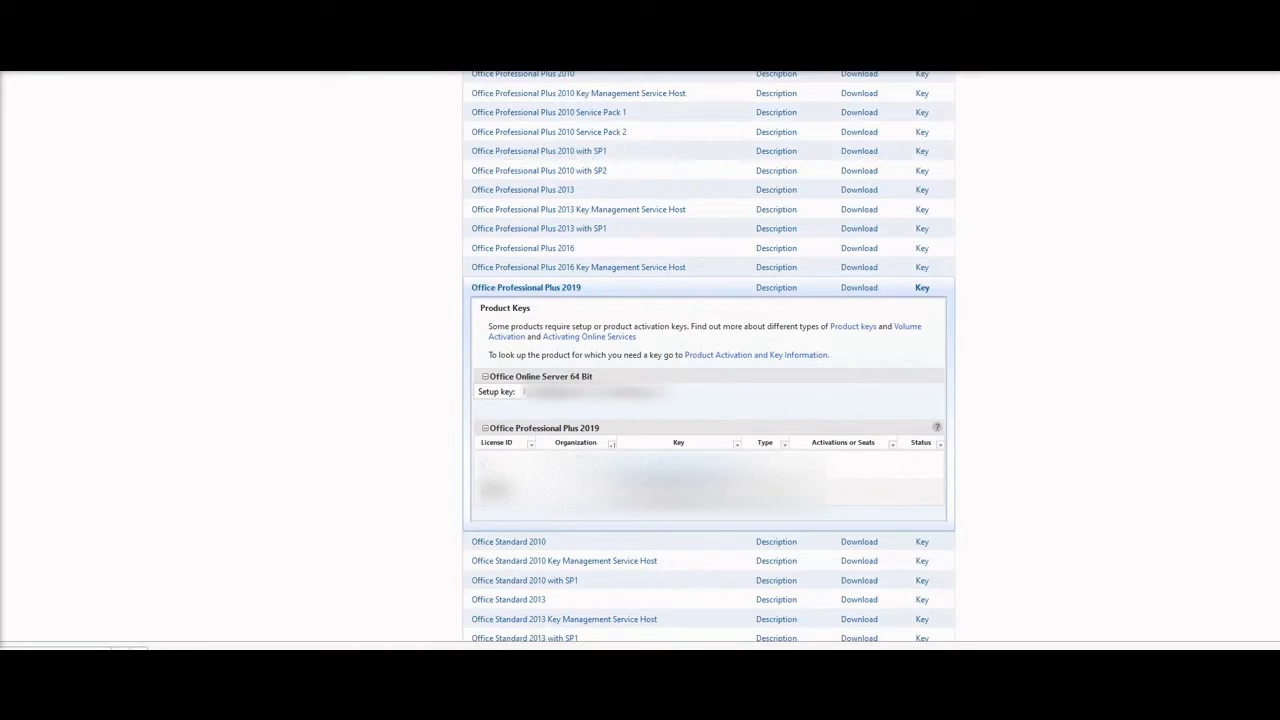 Office Professional Plus 2010 Description Download Key
Office Professional Plus 2010 Key Management Service Host Description Download Key
Office Professional Plus 2010 Service Pack 1 Description Download Key
Office Professional Plus 2010 Service Pack 2 Description Download Key
Office Professional Plus 2010 with SP1 Description Download Key
Office Professional Plus 2010 with SP2 Description Download Key
Office Professional Plus 2013 Description Download Key
Office Professional Plus 2013 Key Management Service Host Description Download Key
Office Professional Plus 2013 with SP1 Description Download Key
Office Professional Plus 2016 Description Download Key
Office Professional Plus 2016 Key Management Service Host Description Download Key
Office Professional Plus 2019 Description Download Key
Product Keys
Some products require setup or product activation keys. Find out more about different types of Product keys and Volume
Activation and Activating Online Services
To look up the product for which you need a key go to Product Activation and Key Information.
Office Online Server 64 Bit
Setup key:
Office Professional Plus 2019 ?
License ID Organization Key Type Activations or Seats Status
Office Standard 2010 Description Download Key
Office Standard 2010 Key Management Service Host Description Download Key
Office Standard 2010 with SP1 Description Download Key
Office Standard 2013 Description Download Key
Office Standard 2013 Key Management Service Host Description Download Key
Office Standard 2013 with SP1 Description Download Key